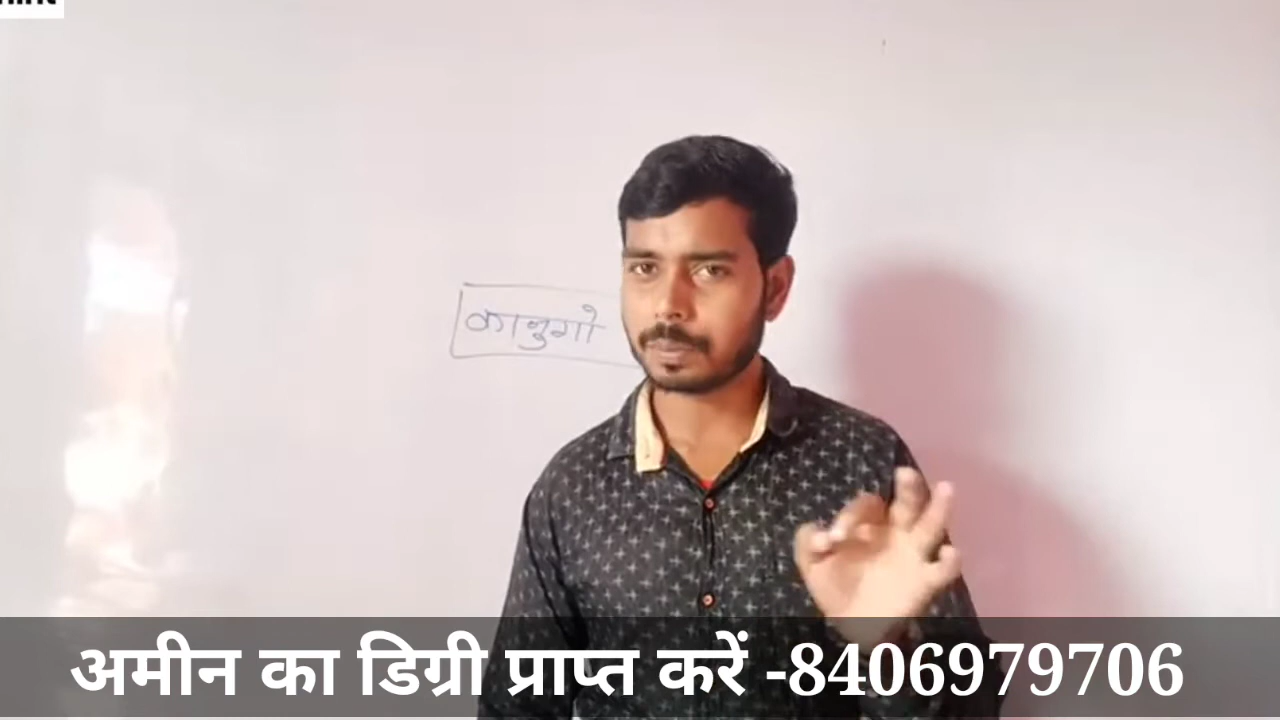 कानुगो
अमीन का डिग्री प्राप्त करें -8406979706